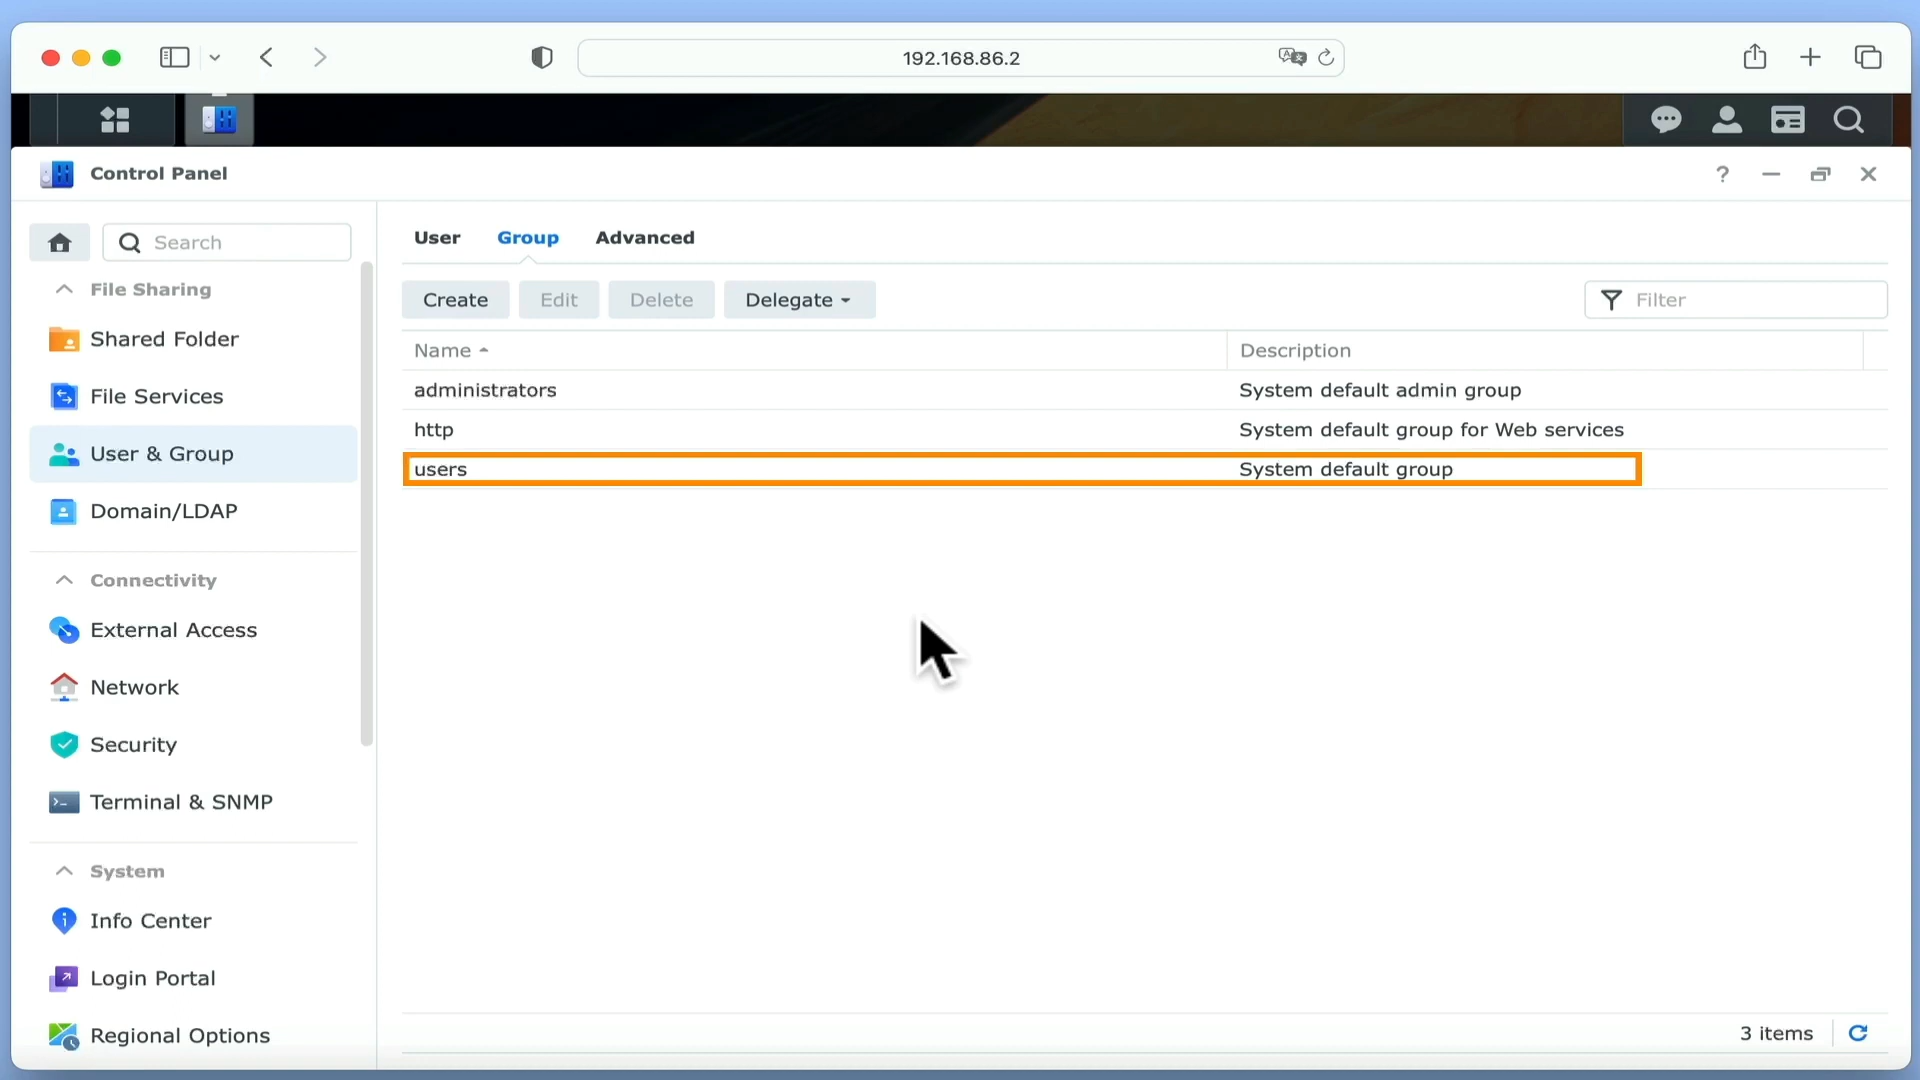 192.168.86.2
Control Panel
?
Search
File Sharing
Shared Folder
File Services
User & Group
Domain/LDAP
Connectivity
External Access
Network
Security
Terminal & SNMP
System
Info Center
Login Portal
Regional Options
User Group Advanced
Create Edit Delete Delegate
Filter
Name Description
administrators System default admin group
http System default group for Web services
users System default group
3 items